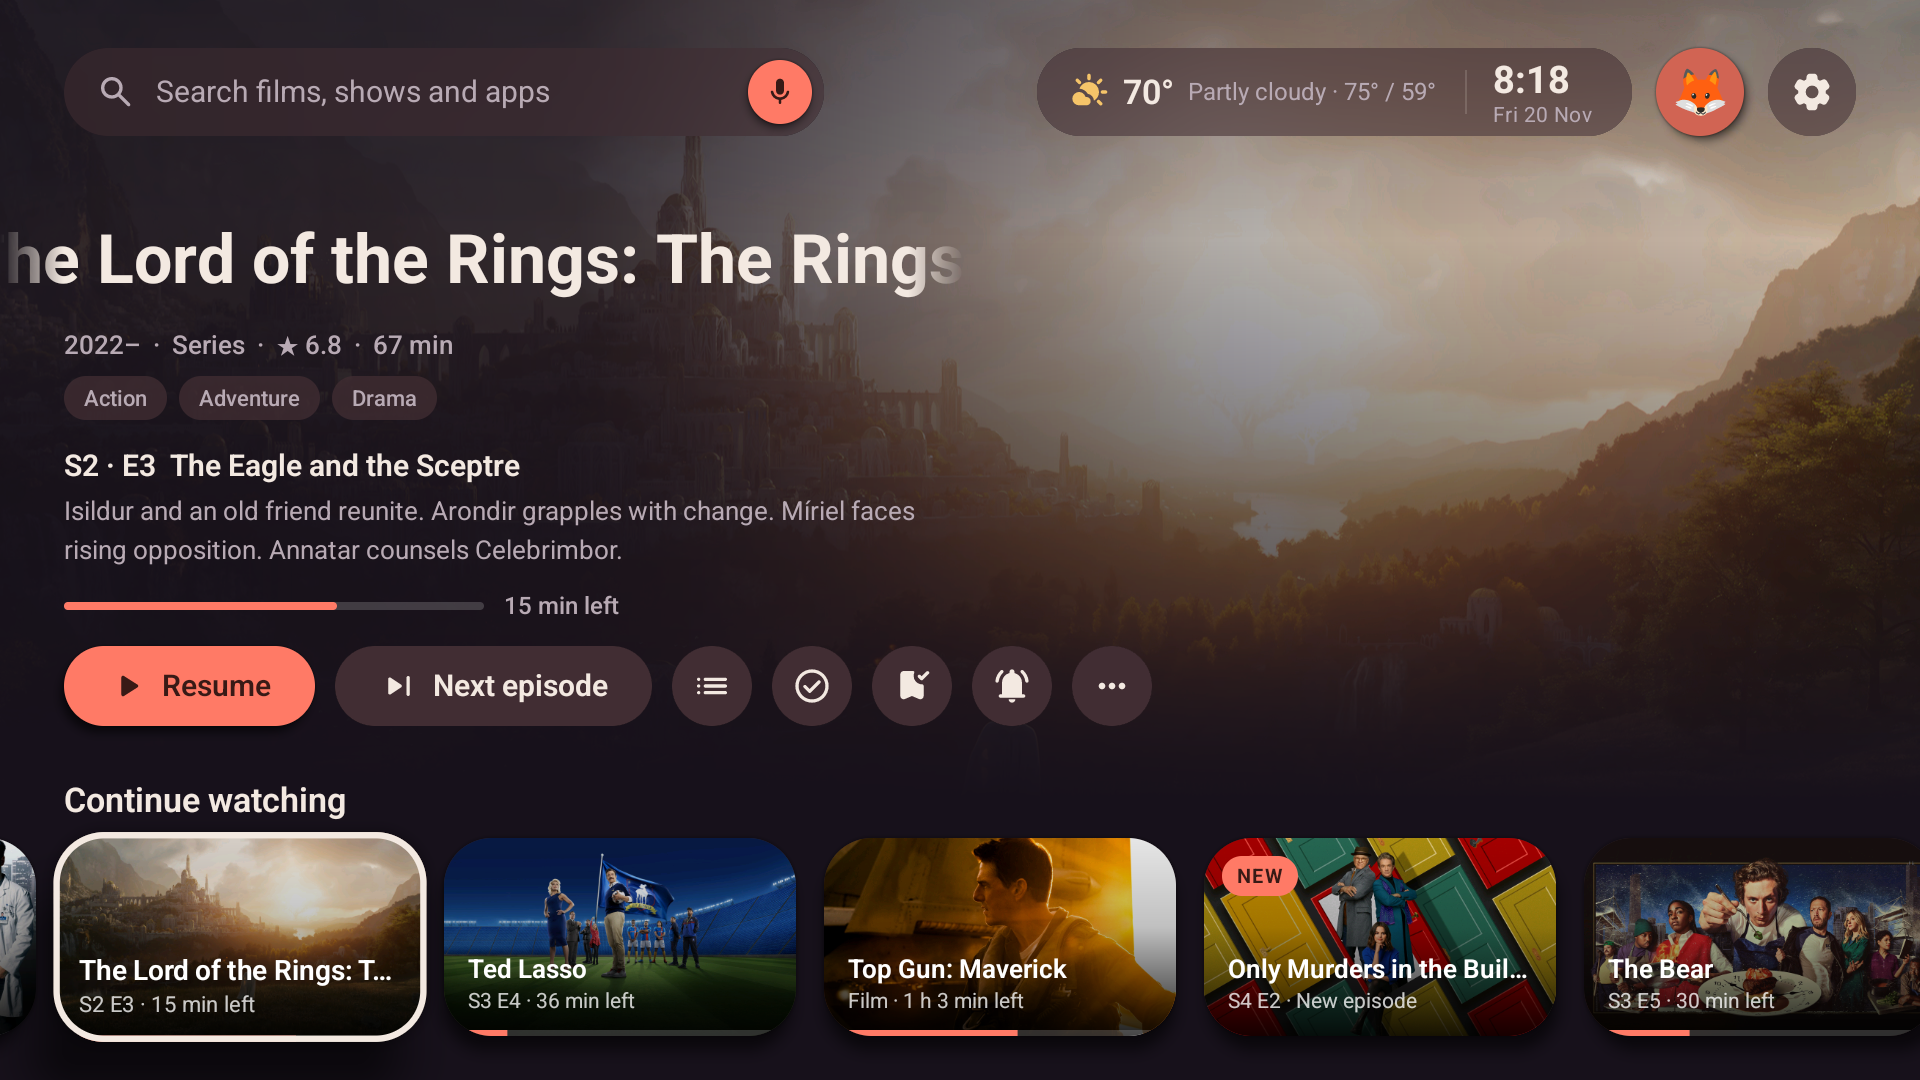 Search films, shows and apps
70° Partly cloudy · 75° / 59°
8:18
Fri 20 Nov
he Lord of the Rings: The Rings
2022– · Series · ★ 6.8 · 67 min
Action Adventure Drama
S2 · E3 The Eagle and the Sceptre
Isildur and an old friend reunite. Arondir grapples with change. Míriel faces
rising opposition. Annatar counsels Celebrimbor.
15 min left
Resume Next episode
Continue watching
The Lord of the Rings: T...
S2 E3 · 15 min left
Ted Lasso
S3 E4 · 36 min left
Top Gun: Maverick
Film · 1 h 3 min left
NEW
Only Murders in the Buil...
S4 E2 · New episode
The Bear
S3 E5 · 30 min left